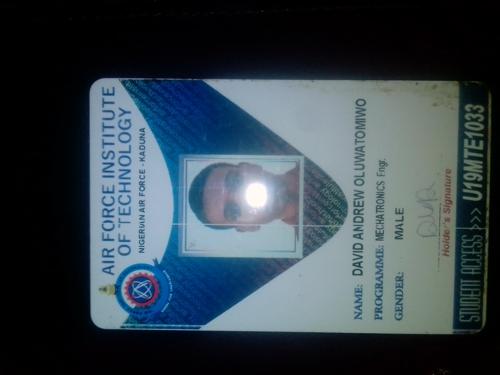 AIR FORCE INSTITUTE
OF TECHNOLOGY
NIGERIAN AIR FORCE - KADUNA
NAME: DAVID ANDREW OLUWATOMIWO
PROGRAMME: MECHATRONICS Engr.
GENDER: MALE
Holder's Signature
STUDENT ACCESS >>> U19MTE1033